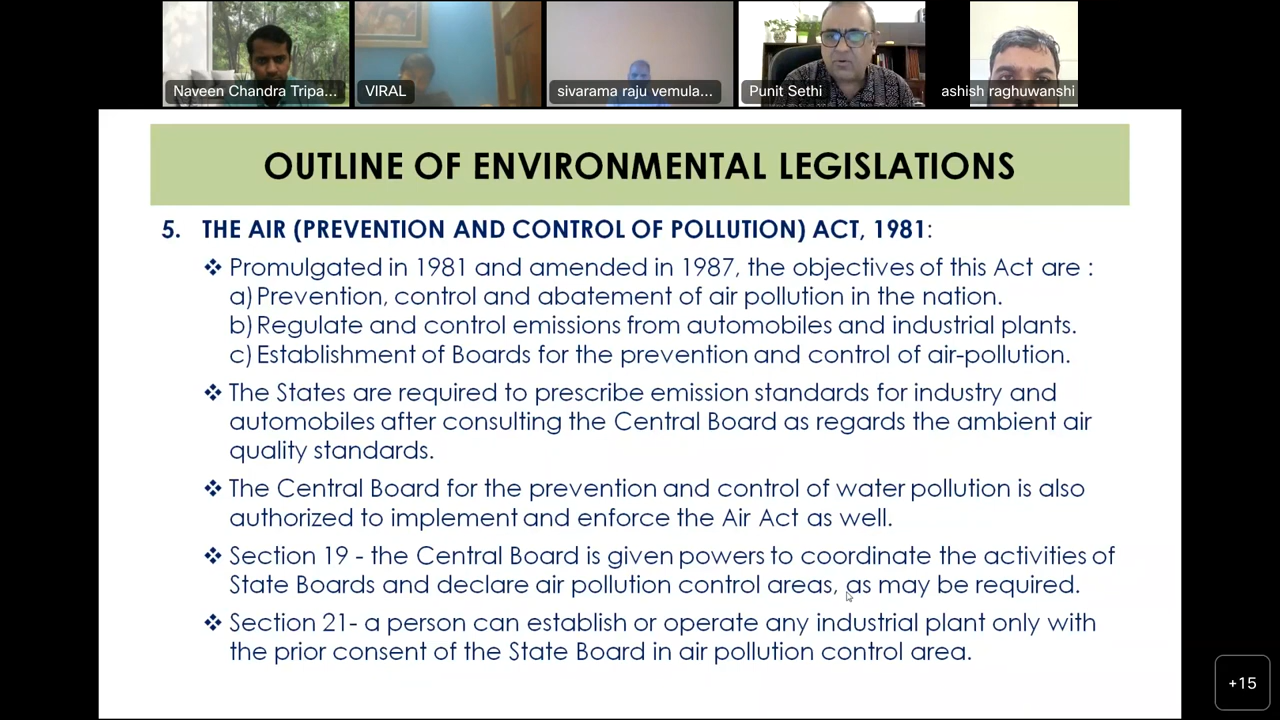 Naveen Chandra Tripa...
VIRAL
sivarama raju vemula...
Punit Sethi
ashish raghuwanshi
OUTLINE OF ENVIRONMENTAL LEGISLATIONS
5. THE AIR (PREVENTION AND CONTROL OF POLLUTION) ACT, 1981:
❖ Promulgated in 1981 and amended in 1987, the objectives of this Act are :
a) Prevention, control and abatement of air pollution in the nation.
b) Regulate and control emissions from automobiles and industrial plants.
c) Establishment of Boards for the prevention and control of air-pollution.
❖ The States are required to prescribe emission standards for industry and
automobiles after consulting the Central Board as regards the ambient air
quality standards.
❖ The Central Board for the prevention and control of water pollution is also
authorized to implement and enforce the Air Act as well.
❖ Section 19 - the Central Board is given powers to coordinate the activities of
State Boards and declare air pollution control areas, as may be required.
❖ Section 21- a person can establish or operate any industrial plant only with
the prior consent of the State Board in air pollution control area.
+15